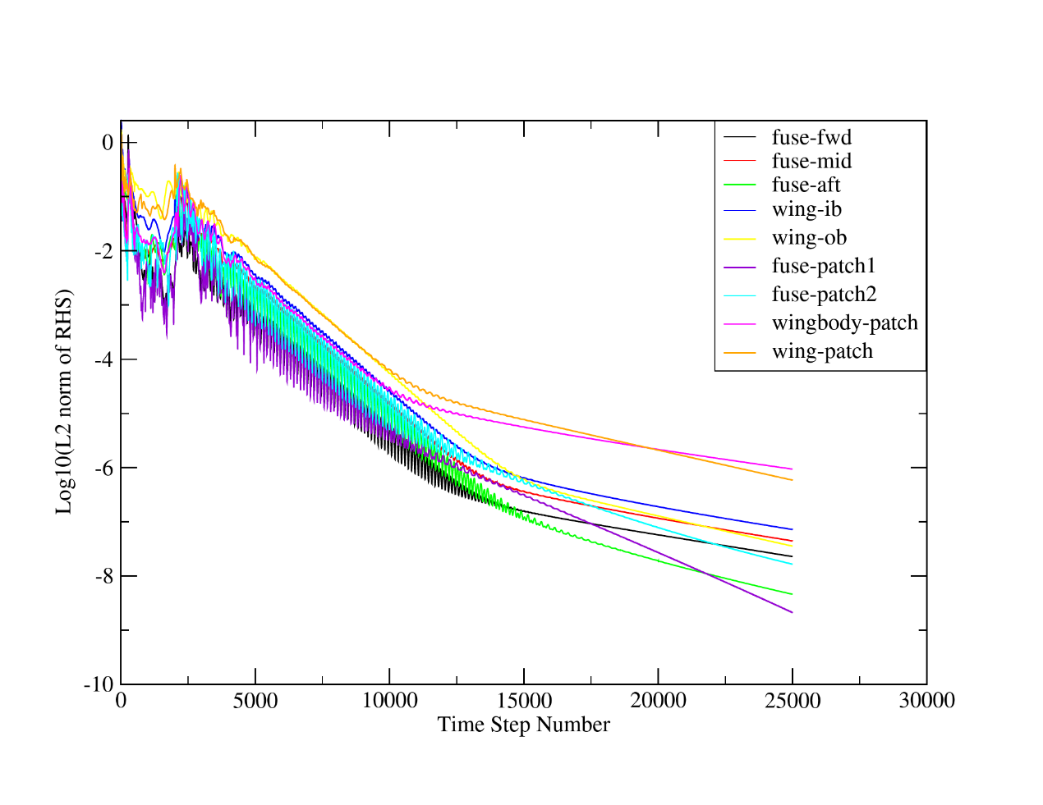 0
-2
-4
-6
-8
-10
Log10(L2 norm of RHS)
0
5000
10000
15000
20000
25000
30000
Time Step Number
fuse-fwd
fuse-mid
fuse-aft
wing-ib
wing-ob
fuse-patch1
fuse-patch2
wingbody-patch
wing-patch